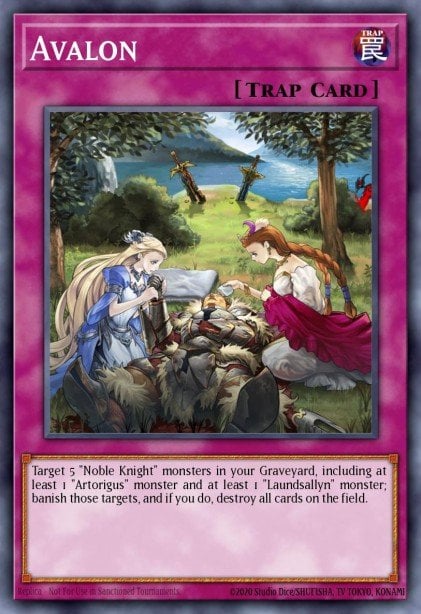 AVALON
TRAP
罠
[TRAP CARD]
Target 5 "Noble Knight" monsters in your Graveyard, including at
least 1 "Artorigus" monster and at least 1 "Laundsallyn" monster;
banish those targets, and if you do, destroy all cards on the field.
Replica - Not For Use in Sanctioned Tournaments
©2020 Studio Dice/SHUEISHA, TV TOKYO, KONAMI